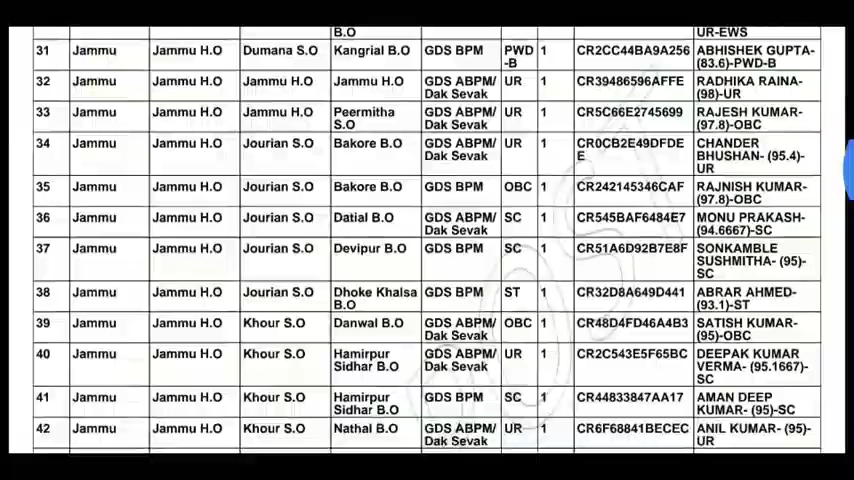 B.O UR-EWS
31 Jammu Jammu H.O Dumana S.O Kangrial B.O GDS BPM PWD 1 CR2CC44BA9A256 ABHISHEK GUPTA-
-B (83.6)-PWD-B
32 Jammu Jammu H.O Jammu H.O Jammu H.O GDS ABPM/ UR 1 CR39486596AFFE RADHIKA RAINA-
Dak Sevak (98)-UR
33 Jammu Jammu H.O Jammu H.O Peermitha GDS ABPM/ UR 1 CR5C66E2745699 RAJESH KUMAR-
S.O Dak Sevak (97.8)-OBC
34 Jammu Jammu H.O Jourian S.O Bakore B.O GDS ABPM/ UR 1 CR0CB2E49DFDE CHANDER
Dak Sevak E BHUSHAN- (95.4)-
UR
35 Jammu Jammu H.O Jourian S.O Bakore B.O GDS BPM OBC 1 CR242145346CAF RAJNISH KUMAR-
(97.8)-OBC
36 Jammu Jammu H.O Jourian S.O Datial B.O GDS ABPM/ SC 1 CR545BAF6484E7 MONU PRAKASH-
Dak Sevak (94.6667)-SC
37 Jammu Jammu H.O Jourian S.O Devipur B.O GDS BPM SC 1 CR51A6D92B7E8F SONKAMBLE
SUSHMITHA- (95)-
SC
38 Jammu Jammu H.O Jourian S.O Dhoke Khalsa GDS BPM ST 1 CR32D8A649D441 ABRAR AHMED-
B.O (93.1)-ST
39 Jammu Jammu H.O Khour S.O Danwal B.O GDS ABPM/ OBC 1 CR48D4FD46A4B3 SATISH KUMAR-
Dak Sevak (95)-OBC
40 Jammu Jammu H.O Khour S.O Hamirpur GDS ABPM/ UR 1 CR2C543E5F65BC DEEPAK KUMAR
Sidhar B.O Dak Sevak VERMA- (95.1667)-
SC
41 Jammu Jammu H.O Khour S.O Hamirpur GDS BPM SC 1 CR44833847AA17 AMAN DEEP
Sidhar B.O KUMAR- (95)-SC
42 Jammu Jammu H.O Khour S.O Nathal B.O GDS ABPM/ UR 1 CR6F68841BECEC ANIL KUMAR- (95)-
Dak Sevak UR